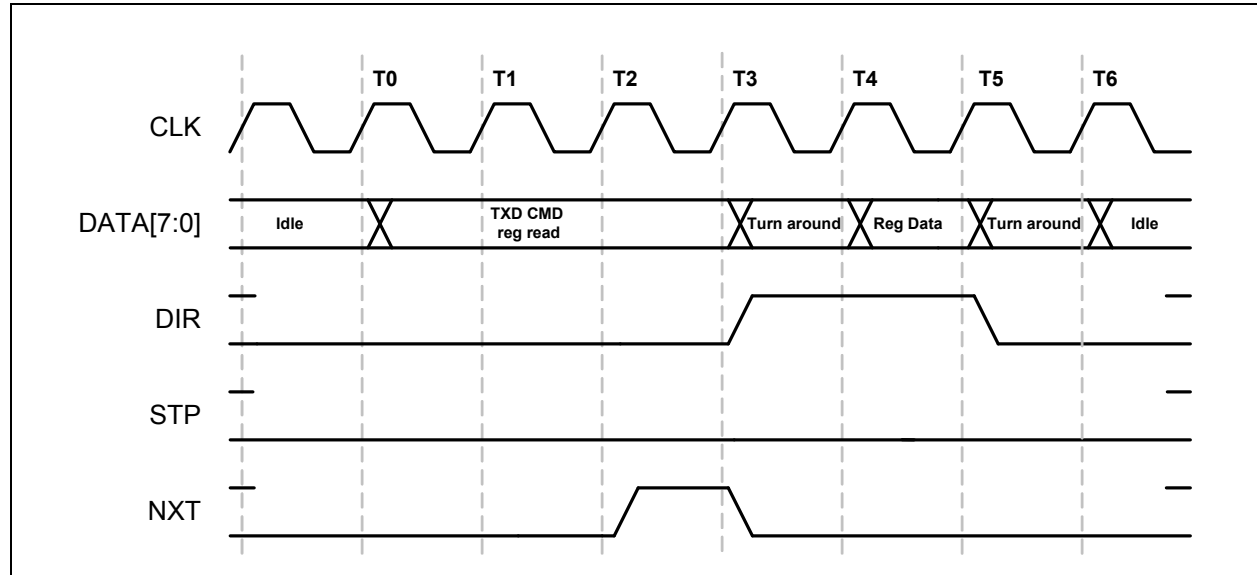 T0 T1 T2 T3 T4 T5 T6
CLK
DATA[7:0]
Idle
TXD CMD
reg read
Turn around
Reg Data
Turn around
Idle
DIR
STP
NXT